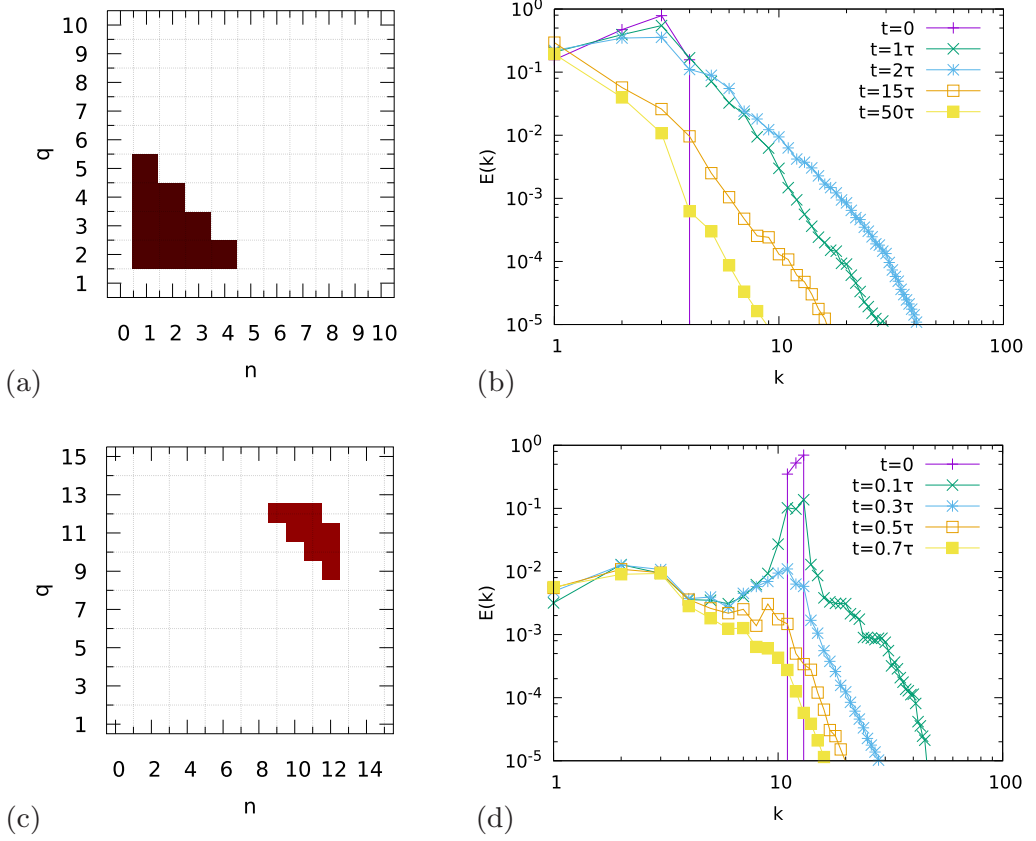 10
9
8
7
6
5
4
3
2
1
q
0 1 2 3 4 5 6 7 8 9 10
n
(a)
10^0
10^-1
10^-2
10^-3
10^-4
10^-5
E(k)
t=0
t=1τ
t=2τ
t=15τ
t=50τ
1 10 100
k
(b)
15
13
11
9
7
5
3
1
q
0 2 4 6 8 10 12 14
n
(c)
10^0
10^-1
10^-2
10^-3
10^-4
10^-5
E(k)
t=0
t=0.1τ
t=0.3τ
t=0.5τ
t=0.7τ
1 10 100
k
(d)